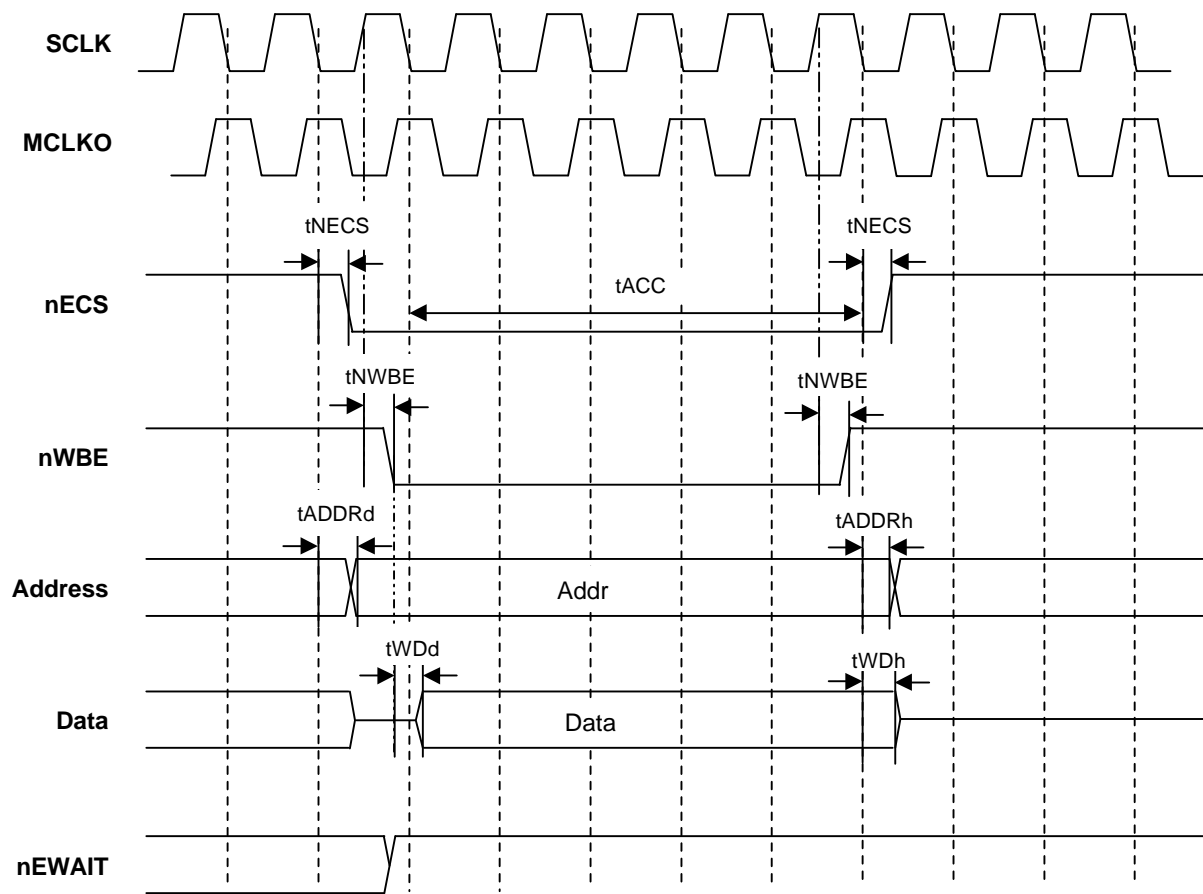 SCLK
MCLKO
tNECS
tNECS
nECS
tACC
tNWBE
tNWBE
nWBE
tADDRd
tADDRh
Address
Addr
tWDd
tWDh
Data
Data
nEWAIT